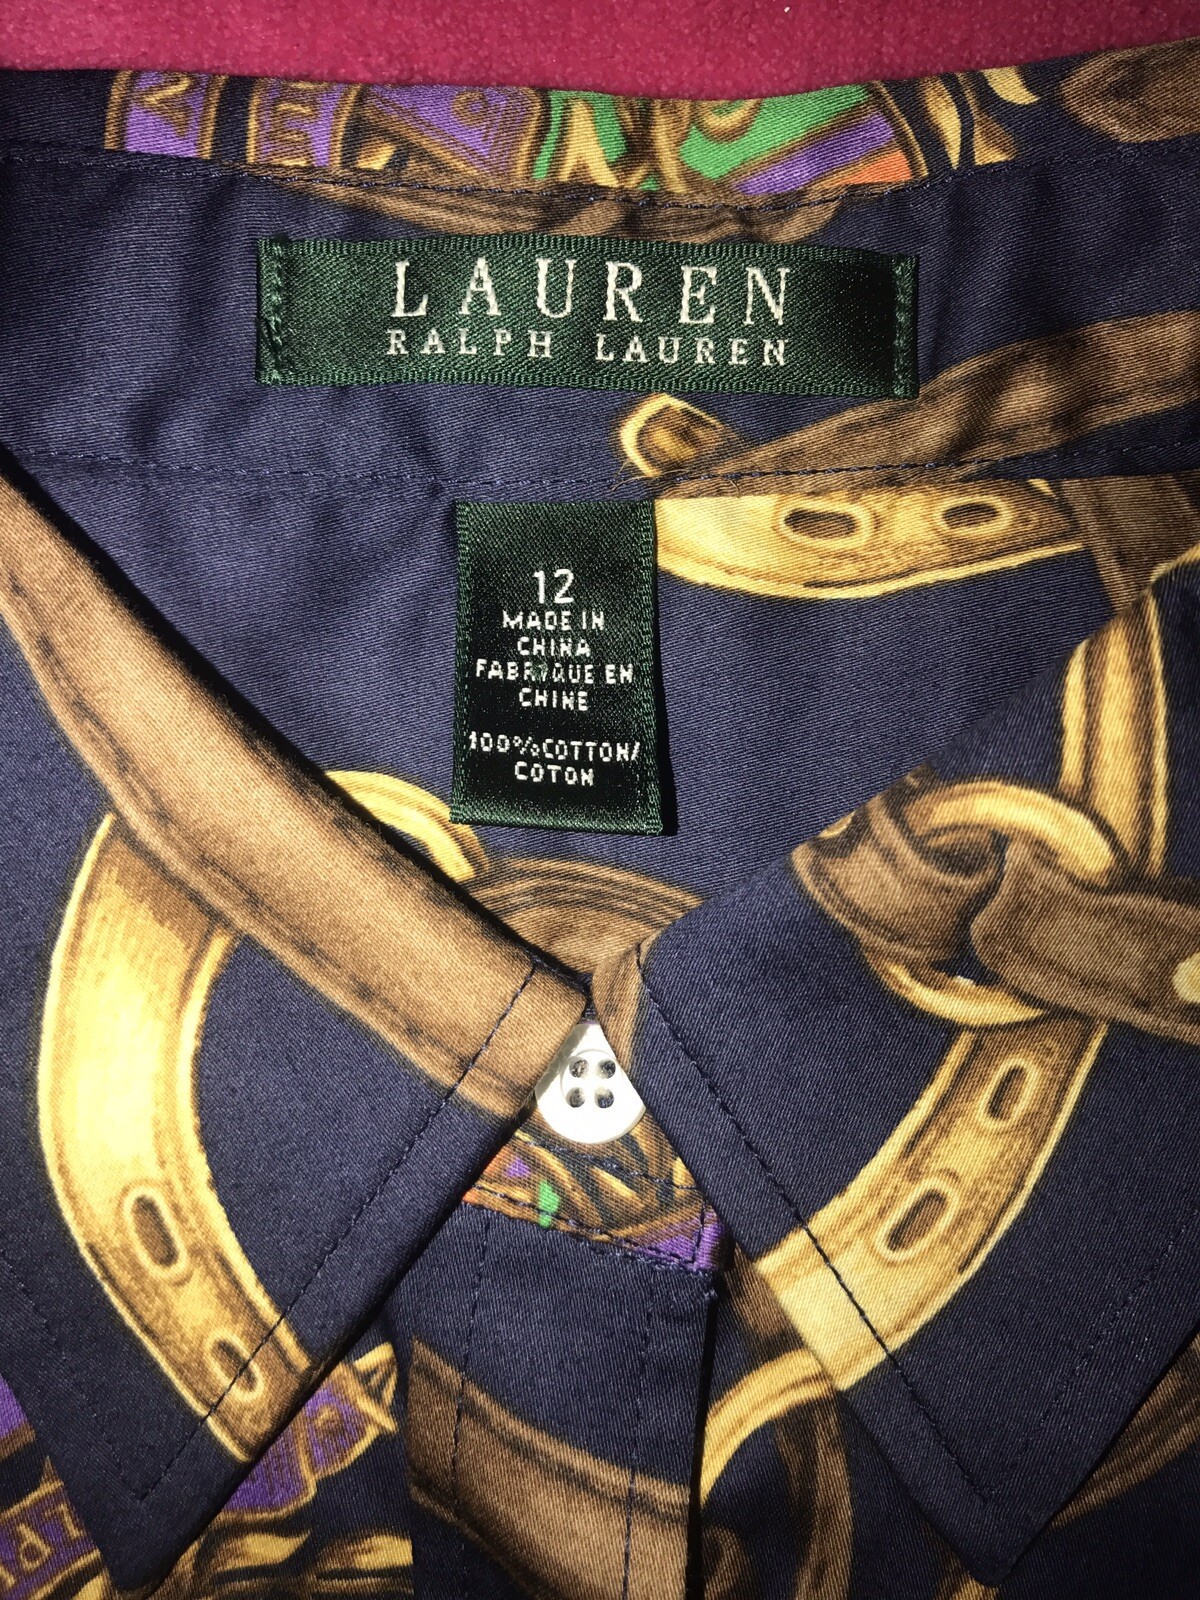 LAUREN
RALPH LAUREN
12
MADE IN
CHINA
FABRIQUE EN
CHINE
100%COTTON/
COTON